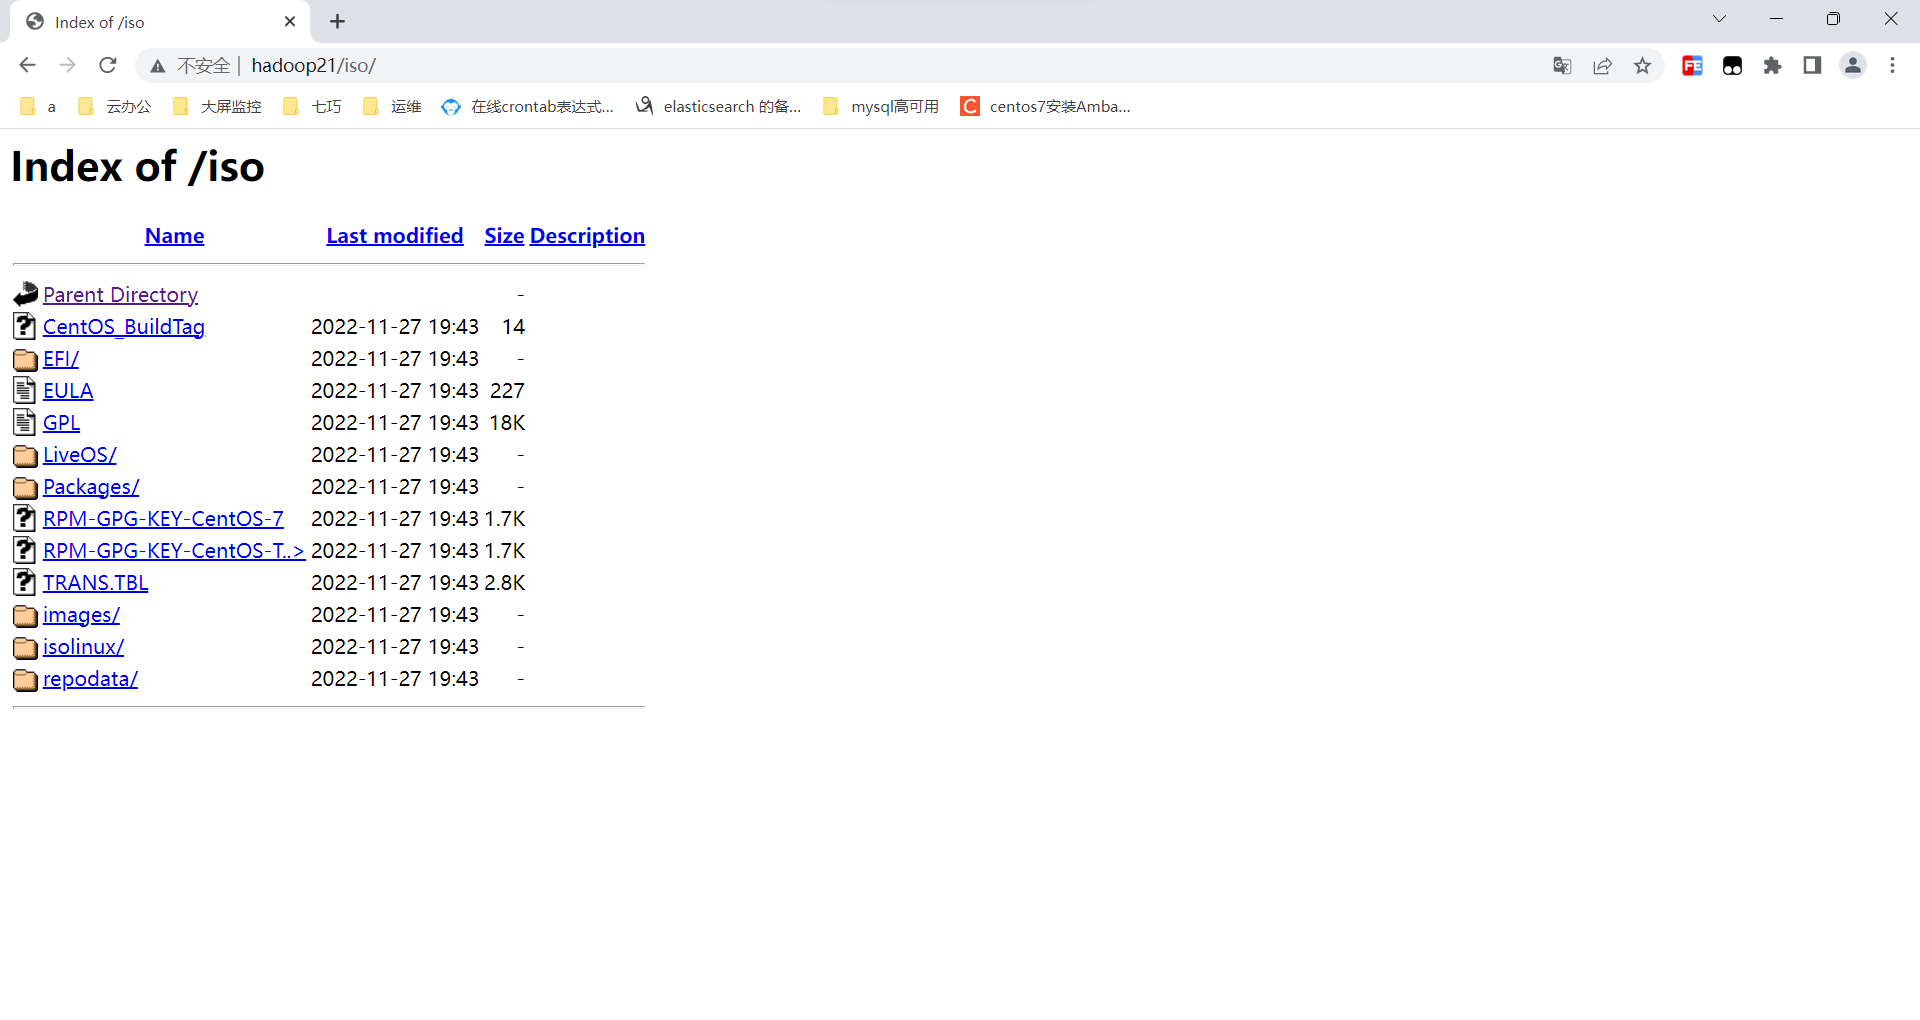 Index of /iso
不安全 | hadoop21/iso/
a 云办公 大屏监控 七巧 运维 在线crontab表达式... elasticsearch 的备... mysql高可用 centos7安装Amba...
Index of /iso
Name Last modified Size Description
Parent Directory -
CentOS_BuildTag 2022-11-27 19:43 14
EFI/ 2022-11-27 19:43 -
EULA 2022-11-27 19:43 227
GPL 2022-11-27 19:43 18K
LiveOS/ 2022-11-27 19:43 -
Packages/ 2022-11-27 19:43 -
RPM-GPG-KEY-CentOS-7 2022-11-27 19:43 1.7K
RPM-GPG-KEY-CentOS-T..> 2022-11-27 19:43 1.7K
TRANS.TBL 2022-11-27 19:43 2.8K
images/ 2022-11-27 19:43 -
isolinux/ 2022-11-27 19:43 -
repodata/ 2022-11-27 19:43 -